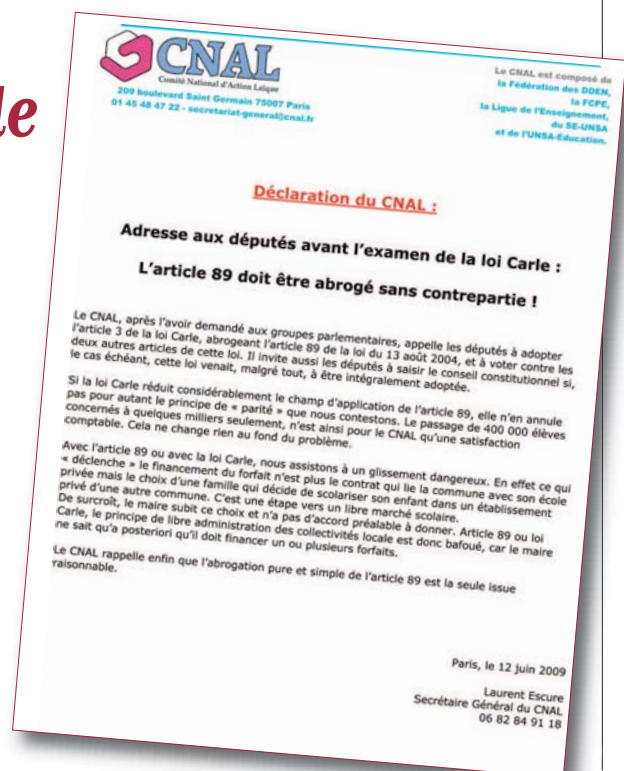 le
CNAL
Comité National d'Action Laïque
209 boulevard Saint Germain 75007 Paris
01 45 48 47 22 - secretariat-general@cnal.fr
Le CNAL est composé de
la Fédération des DDEN,
la FCPE,
la Ligue de l'Enseignement,
du SE-UNSA
et de l'UNSA-Education.
Déclaration du CNAL :
Adresse aux députés avant l'examen de la loi Carle :
L'article 89 doit être abrogé sans contrepartie !
Le CNAL, après l'avoir demandé aux groupes parlementaires, appelle les députés à adopter
l'article 3 de la loi Carle, abrogeant l'article 89 de la loi du 13 août 2004, et à voter contre les
deux autres articles de cette loi. Il invite aussi les députés à saisir le conseil constitutionnel si,
le cas échéant, cette loi venait, malgré tout, à être intégralement adoptée.
Si la loi Carle réduit considérablement le champ d'application de l'article 89, elle n'en annule
pas pour autant le principe de « parité » que nous contestons. Le passage de 400 000 élèves
concernés à quelques milliers seulement, n'est ainsi pour le CNAL qu'une satisfaction
comptable. Cela ne change rien au fond du problème.
Avec l'article 89 ou avec la loi Carle, nous assistons à un glissement dangereux. En effet ce qui
« déclenche » le financement du forfait n'est plus le contrat qui lie la commune avec son école
privée mais le choix d'une famille qui décide de scolariser son enfant dans un établissement
privé d'une autre commune. C'est une étape vers un libre marché scolaire.
De surcroît, le maire subit ce choix et n'a pas d'accord préalable à donner. Article 89 ou loi
Carle, le principe de libre administration des collectivités locale est donc bafoué, car le maire
ne sait qu'a posteriori qu'il doit financer un ou plusieurs forfaits.
Le CNAL rappelle enfin que l'abrogation pure et simple de l'article 89 est la seule issue
raisonnable.
Paris, le 12 juin 2009
Laurent Escure
Secrétaire Général du CNAL
06 82 84 91 18